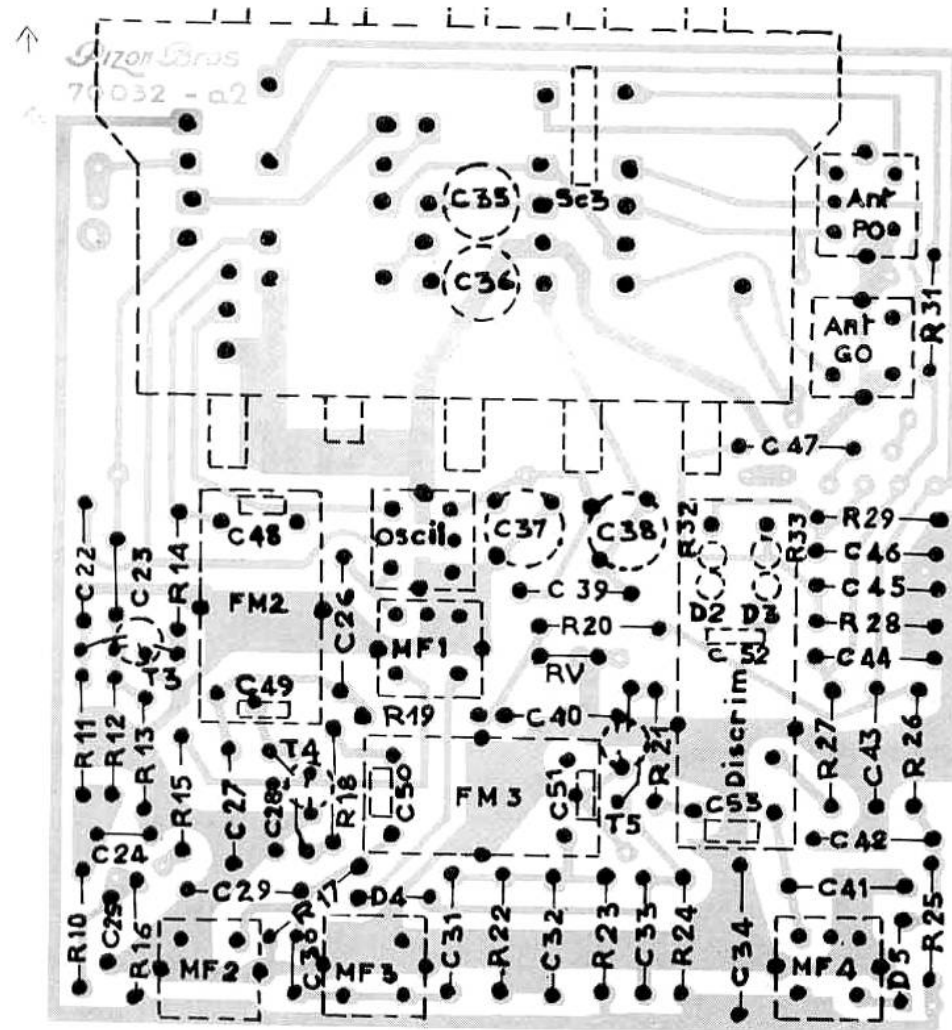 Pizon Bros
70032 - a2
C35
Sc3
Ant
PO
C36
R31
Ant
GO
C47
C22
C23
R14
C48
FM2
C26
Oscil
C37
C38
R32
R33
R29
C46
C45
C39
D2
D3
R28
R20
C52
C44
MF1
RV
T3
C49
R11
R12
R13
R19
C40
R21
Discrim
R27
C43
R26
R15
C27
C28
T4
R18
C50
FM3
C51
T5
C53
C42
C24
C29
R17
D4
C41
R10
C25
R16
MF2
C30
MF3
C31
R22
C32
R23
C33
R24
C34
MF4
D5
R25